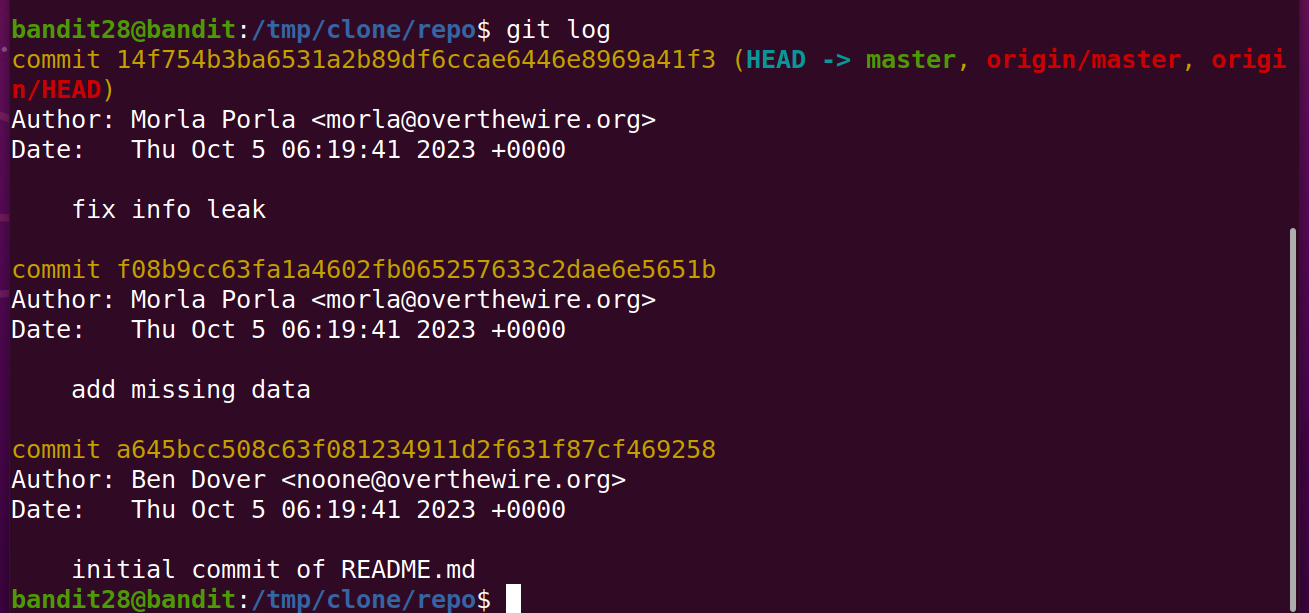 bandit28@bandit:/tmp/clone/repo$ git log
commit 14f754b3ba6531a2b89df6ccae6446e8969a41f3 (HEAD -> master, origin/master, origi
n/HEAD)
Author: Morla Porla <morla@overthewire.org>
Date:   Thu Oct 5 06:19:41 2023 +0000

    fix info leak

commit f08b9cc63fa1a4602fb065257633c2dae6e5651b
Author: Morla Porla <morla@overthewire.org>
Date:   Thu Oct 5 06:19:41 2023 +0000

    add missing data

commit a645bcc508c63f081234911d2f631f87cf469258
Author: Ben Dover <noone@overthewire.org>
Date:   Thu Oct 5 06:19:41 2023 +0000

    initial commit of README.md
bandit28@bandit:/tmp/clone/repo$